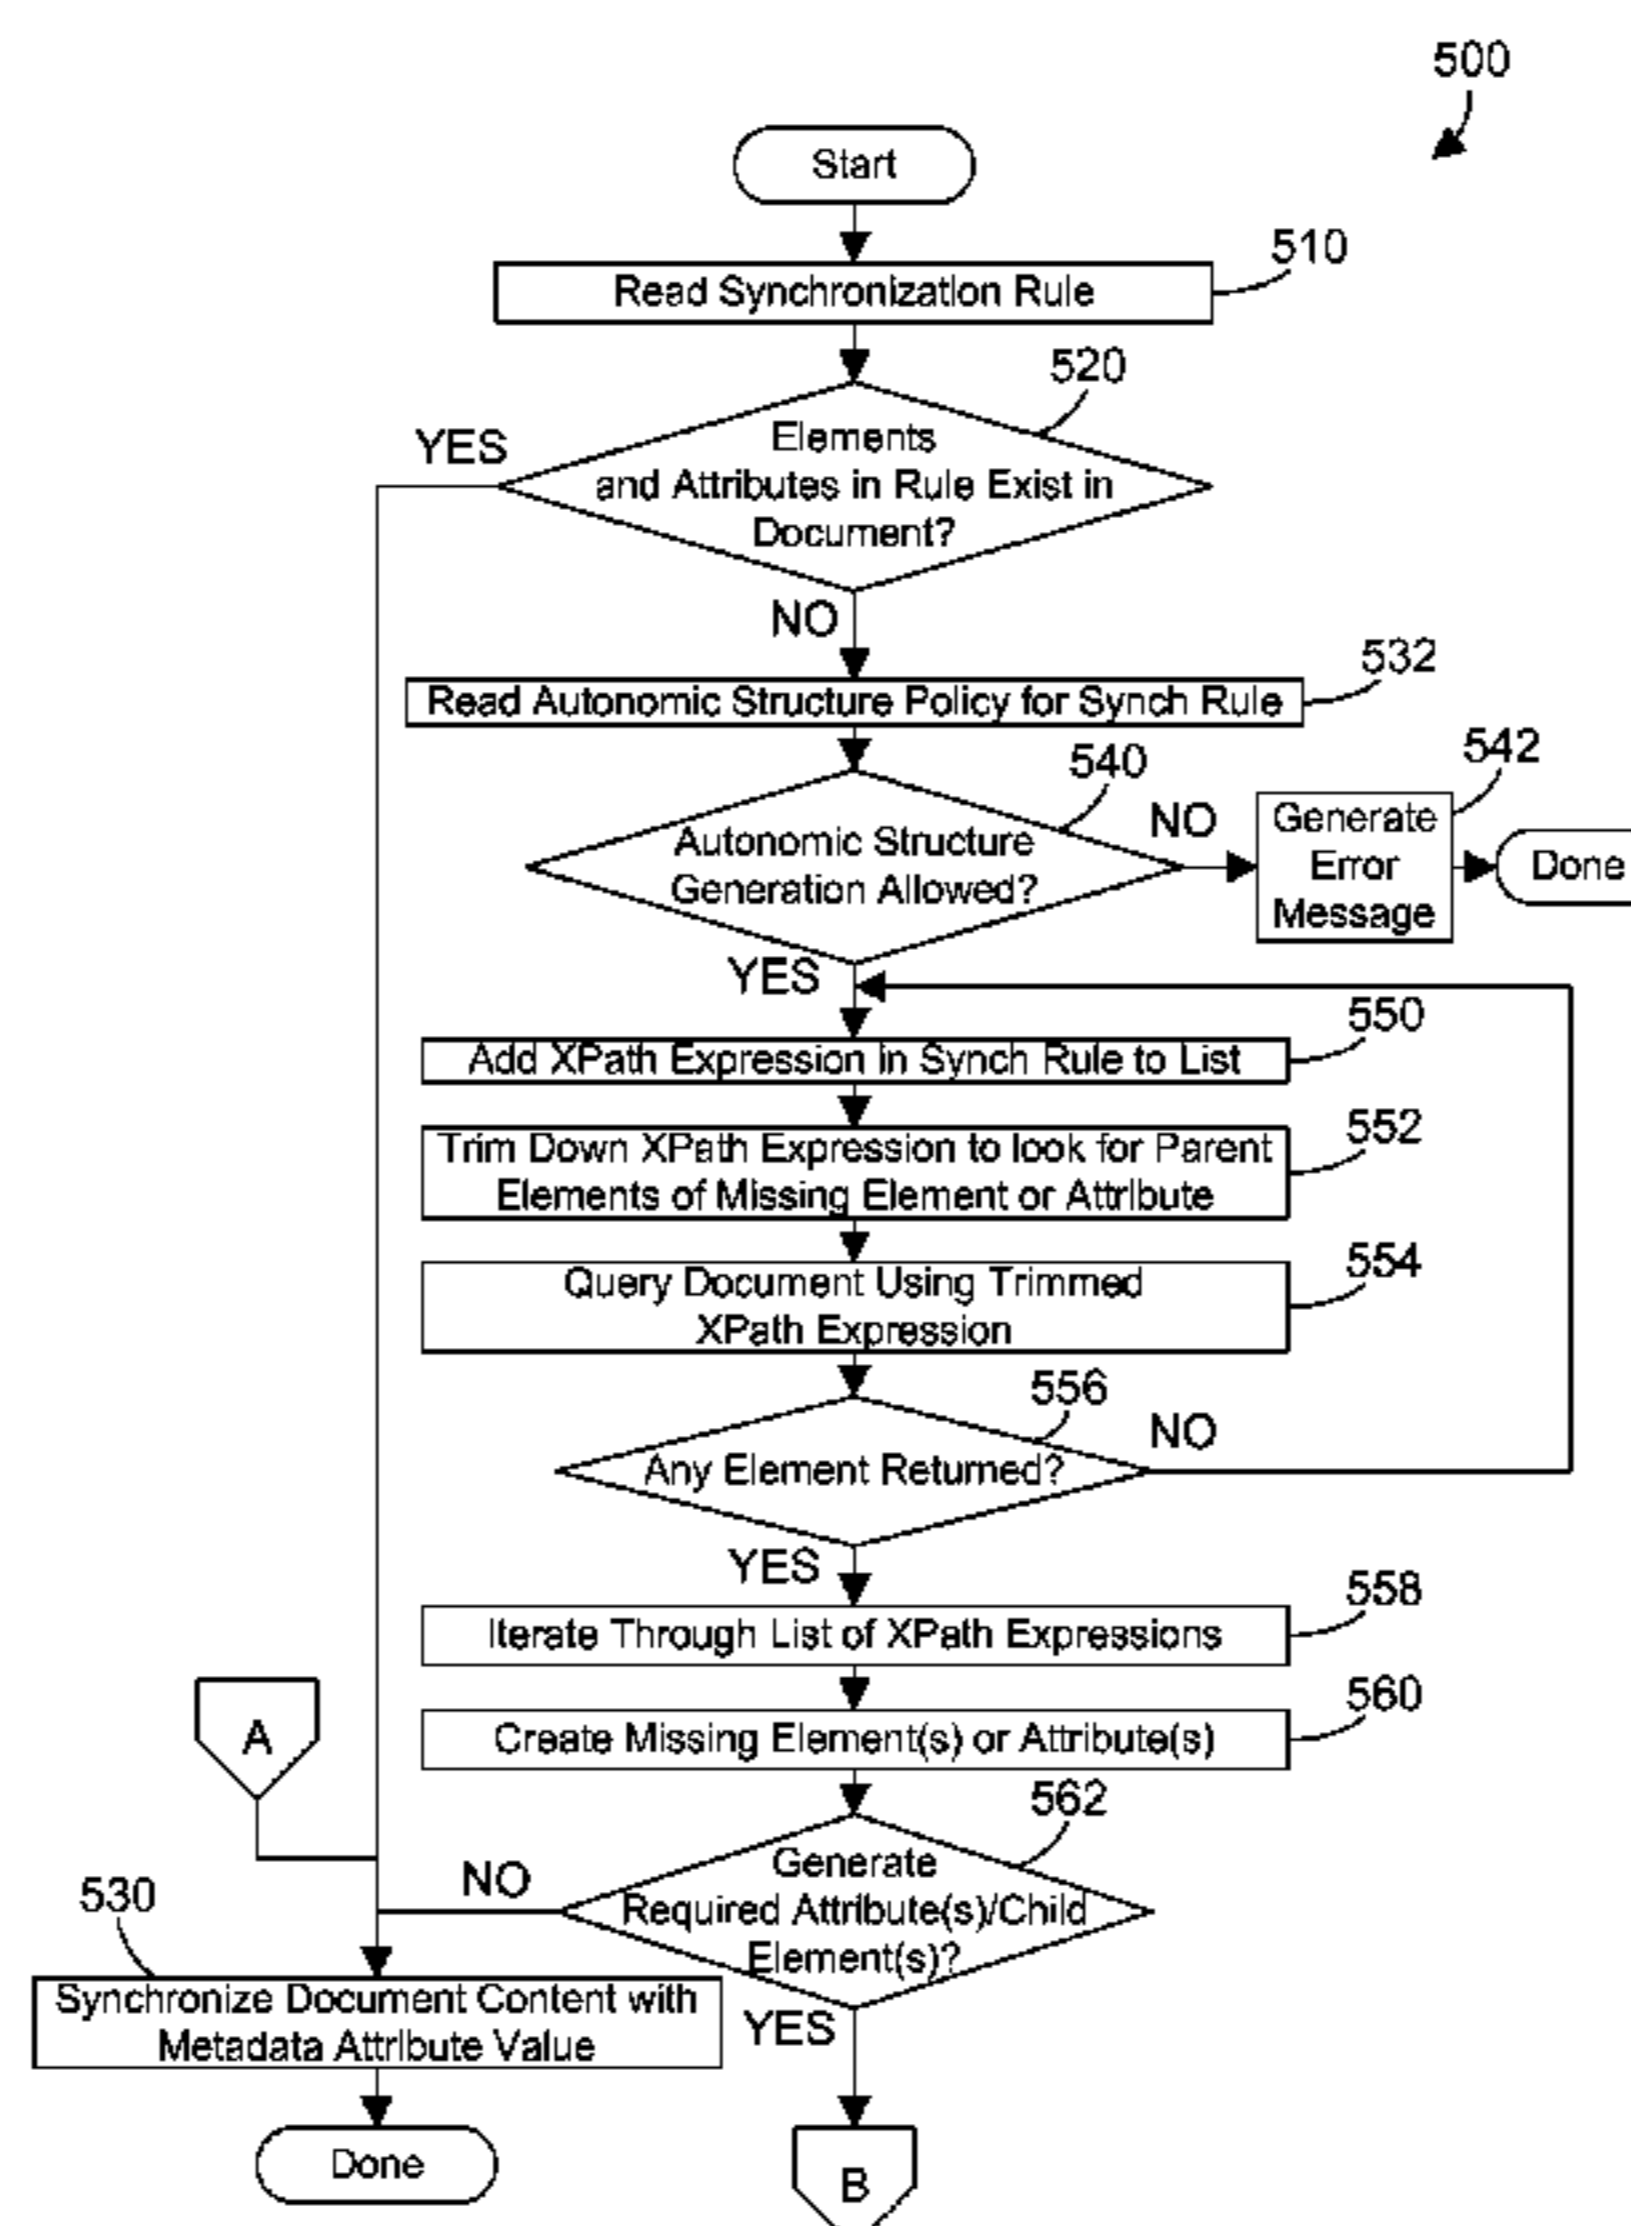 500
Start
510
Read Synchronization Rule
520
YES
Elements
and Attributes in Rule Exist in
Document?
NO
532
Read Autonomic Structure Policy for Synch Rule
540
542
NO
Autonomic Structure
Generation Allowed?
Generate
Error
Message
Done
YES
550
Add XPath Expression in Synch Rule to List
552
Trim Down XPath Expression to look for Parent
Elements of Missing Element or Attribute
554
Query Document Using Trimmed
XPath Expression
556
NO
Any Element Returned?
YES
558
Iterate Through List of XPath Expressions
560
A
Create Missing Element(s) or Attribute(s)
562
NO
Generate
Required Attribute(s)/Child
Element(s)?
530
Synchronize Document Content with
Metadata Attribute Value
YES
Done
B